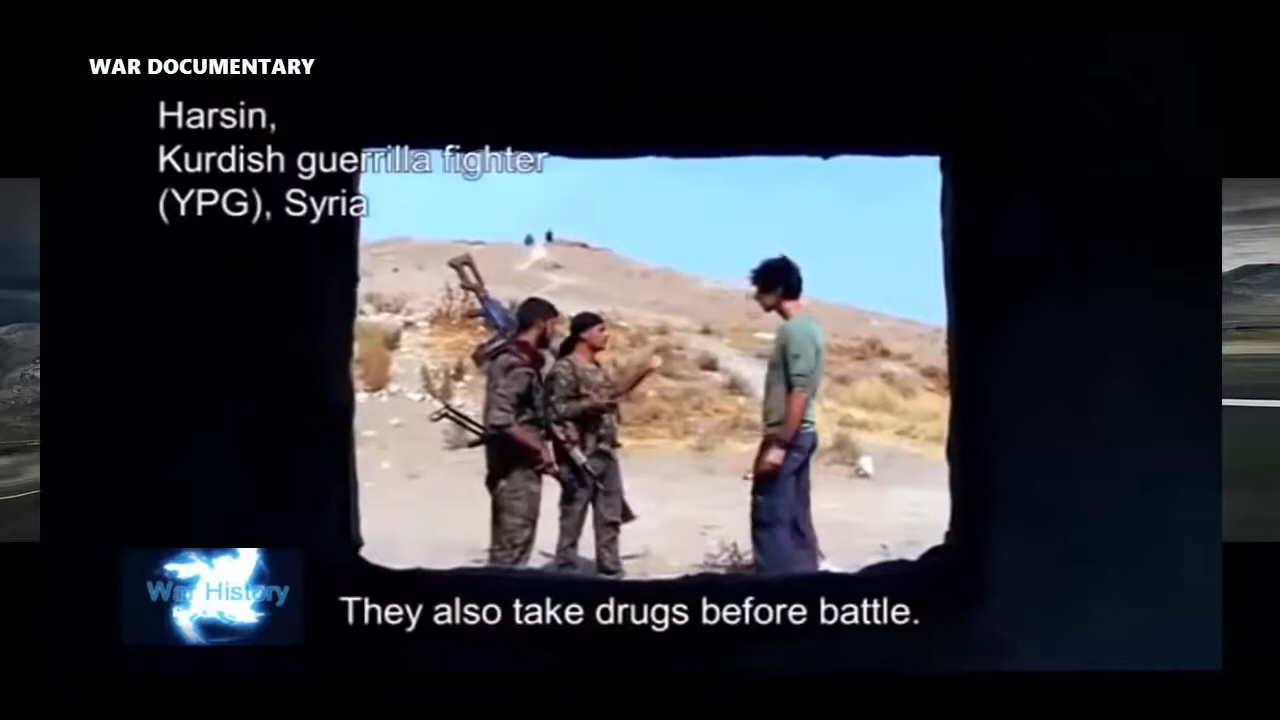 WAR DOCUMENTARY
Harsin,
Kurdish guerrilla fighter
(YPG), Syria
War History
They also take drugs before battle.